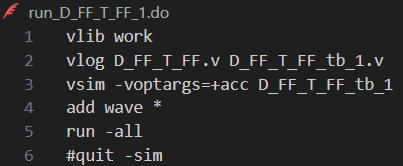 run_D_FF_T_FF_1.do
1 vlib work
2 vlog D_FF_T_FF.v D_FF_T_FF_tb_1.v
3 vsim -voptargs=+acc D_FF_T_FF_tb_1
4 add wave *
5 run -all
6 #quit -sim